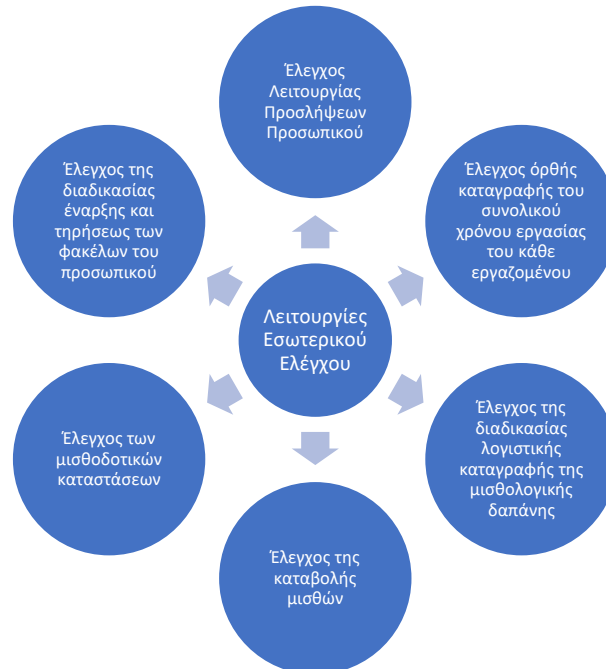 Έλεγχος
Λειτουργίας
Προσλήψεων
Προσωπικού
Έλεγχος της
διαδικασίας
έναρξης και
τηρήσεως των
φακέλων του
προσωπικού
Έλεγχος όρθής
καταγραφής του
συνολικού
χρόνου εργασίας
του κάθε
εργαζομένου
Λειτουργίες
Εσωτερικού
Ελέγχου
Έλεγχος των
μισθοδοτικών
καταστάσεων
Έλεγχος της
διαδικασίας
λογιστικής
καταγραφής της
μισθολογικής
δαπάνης
Έλεγχος της
καταβολής
μισθών